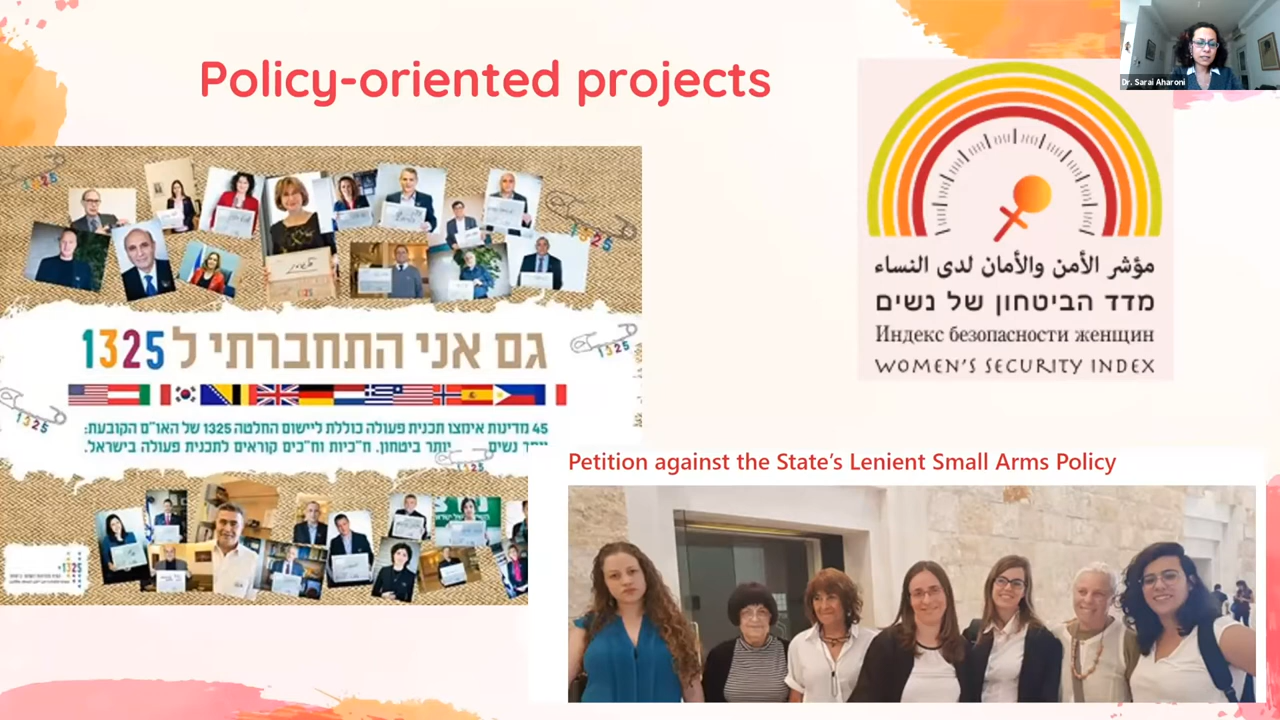 Policy-oriented projects
Dr. Sarai Aharoni
1325
1325
גם אני התחברתי ל 1325
1325
1325
45 מדינות אימצו תכנית פעולה כוללת ליישום החלטה 1325 של האו״ם הקובעת:
נשים יותר ביטחון. ח״כיות וח״כים קוראים לתכנית פעולה בישראל.
1325
1325
مؤشر الأمن والأمان لدى النساء
מדד הביטחון של נשים
Индекс безопасности женщин
WOMEN'S SECURITY INDEX
Petition against the State's Lenient Small Arms Policy